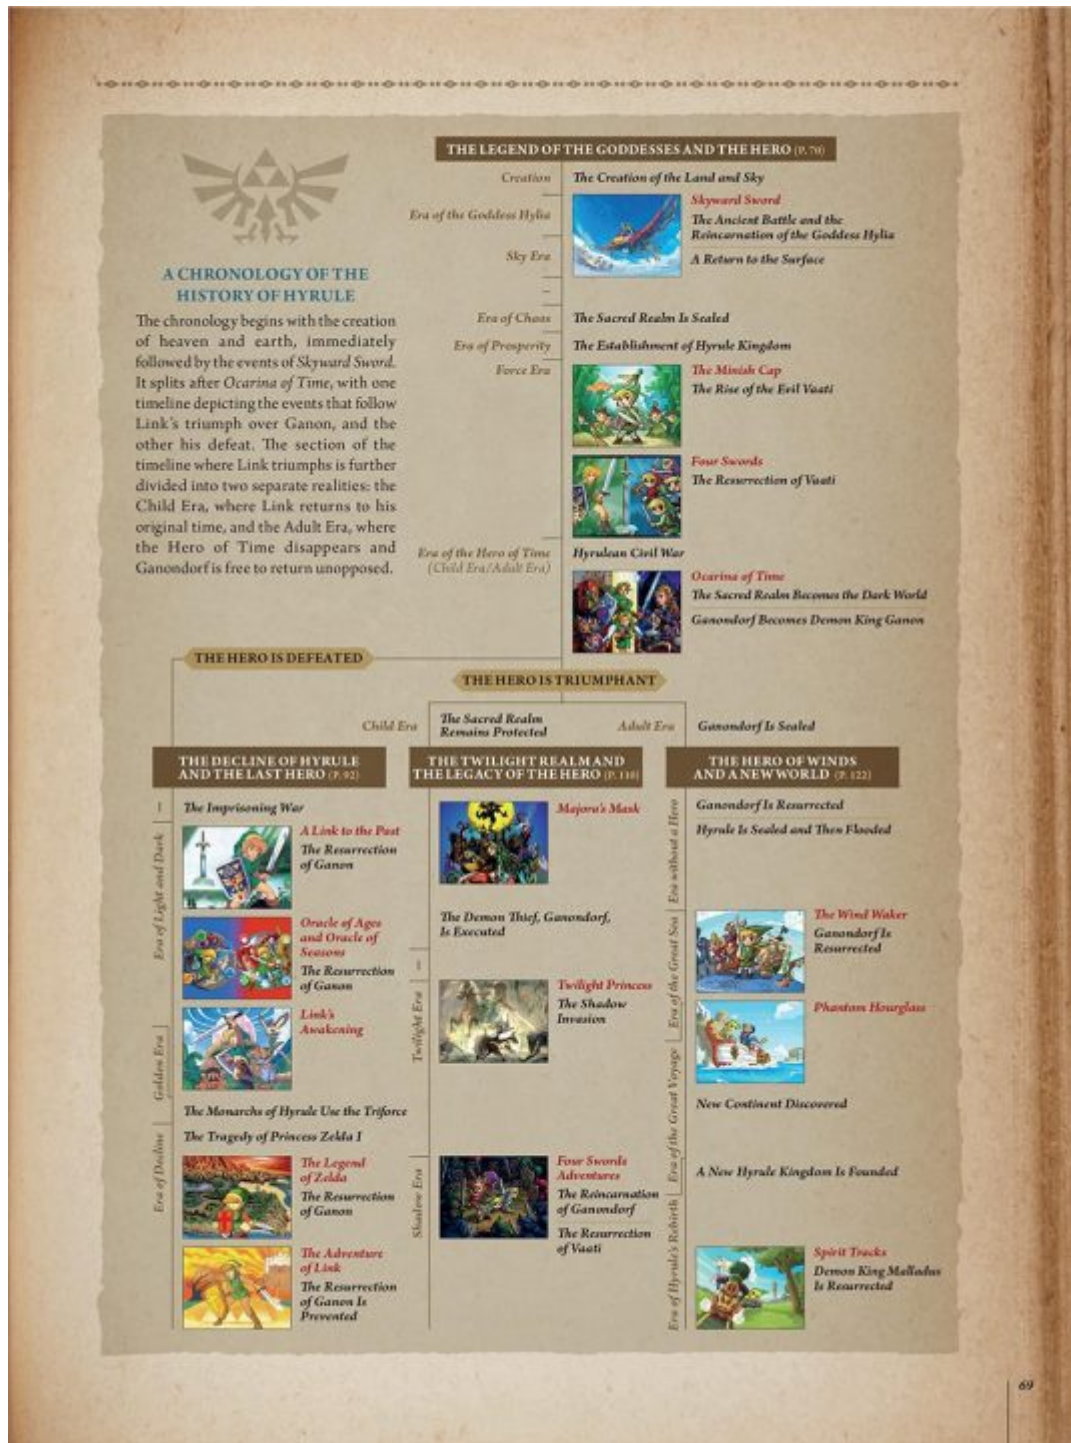 THE LEGEND OF THE GODDESSES AND THE HERO (P. 70)
Creation
The Creation of the Land and Sky
Era of the Goddess Hylia
Skyward Sword
The Ancient Battle and the
Reincarnation of the Goddess Hylia
Sky Era
A Return to the Surface
–
Era of Chaos
The Sacred Realm Is Sealed
Era of Prosperity
The Establishment of Hyrule Kingdom
Force Era
The Minish Cap
The Rise of the Evil Vaati
Four Swords
The Resurrection of Vaati
Era of the Hero of Time
(Child Era/Adult Era)
Hyrulean Civil War
Ocarina of Time
The Sacred Realm Becomes the Dark World
Ganondorf Becomes Demon King Ganon
A CHRONOLOGY OF THE
HISTORY OF HYRULE
The chronology begins with the creation
of heaven and earth, immediately
followed by the events of Skyward Sword.
It splits after Ocarina of Time, with one
timeline depicting the events that follow
Link's triumph over Ganon, and the
other his defeat. The section of the
timeline where Link triumphs is further
divided into two separate realities: the
Child Era, where Link returns to his
original time, and the Adult Era, where
the Hero of Time disappears and
Ganondorf is free to return unopposed.
THE HERO IS DEFEATED
THE HERO IS TRIUMPHANT
Child Era
The Sacred Realm
Remains Protected
Adult Era
Ganondorf Is Sealed
THE DECLINE OF HYRULE
AND THE LAST HERO (P. 92)
–
The Imprisoning War
Era of Light and Dark
A Link to the Past
The Resurrection
of Ganon
Oracle of Ages
and Oracle of
Seasons
The Resurrection
of Ganon
Link's
Awakening
Golden Era
The Monarchs of Hyrule Use the Triforce
The Tragedy of Princess Zelda I
Era of Decline
The Legend
of Zelda
The Resurrection
of Ganon
The Adventure
of Link
The Resurrection
of Ganon Is
Prevented
THE TWILIGHT REALM AND
THE LEGACY OF THE HERO (P. 110)
Majora's Mask
The Demon Thief, Ganondorf,
Is Executed
–
Twilight Era
Twilight Princess
The Shadow
Invasion
Shadow Era
Four Swords
Adventures
The Reincarnation
of Ganondorf
The Resurrection
of Vaati
THE HERO OF WINDS
AND A NEW WORLD (P. 122)
Era without a Hero
Ganondorf Is Resurrected
Hyrule Is Sealed and Then Flooded
Era of the Great Sea
The Wind Waker
Ganondorf Is
Resurrected
Phantom Hourglass
Era of the Great Voyage
New Continent Discovered
A New Hyrule Kingdom Is Founded
Era of Hyrule's Rebirth
Spirit Tracks
Demon King Malladus
Is Resurrected
69